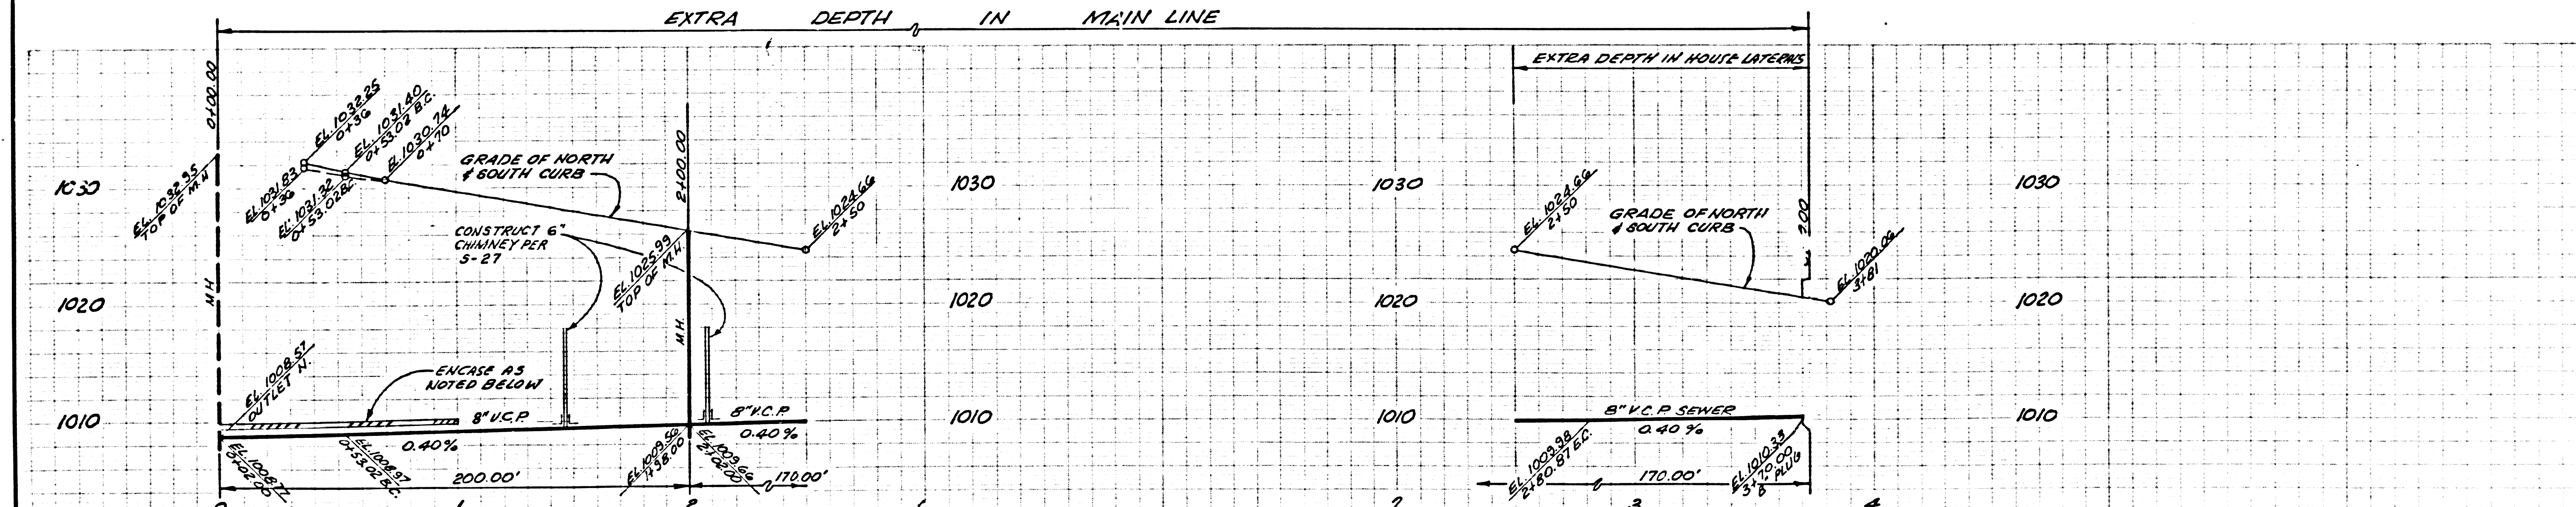 EXTRA DEPTH IN MAIN LINE
EXTRA DEPTH IN HOUSE LATERALS
0+00.00
EL. 1032.95
TOP OF M.H
MH
EL. 1032.25
0+36
EL. 1031.40
0+53.02 B.C.
EL. 1030.74
0+70
EL. 1031.83
0+36
EL. 1031.32
0+53.02 B.C.
GRADE OF NORTH
& SOUTH CURB
2+00.00
EL. 1024.66
2+50
CONSTRUCT 6"
CHIMNEY PER
S-27
EL. 1025.99
TOP OF M.H.
M.H.
EL. 1024.66
2+50
GRADE OF NORTH
& SOUTH CURB
7.00
W
EL. 1020.06
3+81
1030
1030
1030
1030
1020
1020
1020
1020
1010
1010
1010
1010
EL. 1008.57
OUTLET N.
ENCASE AS
NOTED BELOW
8" V.C.P.
0.40%
8" V.C.P.
0.40%
8" V.C.P. SEWER
0.40%
EL. 1008.77
0+02.00
EL. 1008.97
0+53.02 B.C.
200.00'
EL. 1009.56
1+98.00
EL. 1009.66
2+02.00
170.00'
EL. 1009.98
2+80.87 E.C.
170.00'
EL. 1010.33
3+70.00
8" PLUG
2
3
4